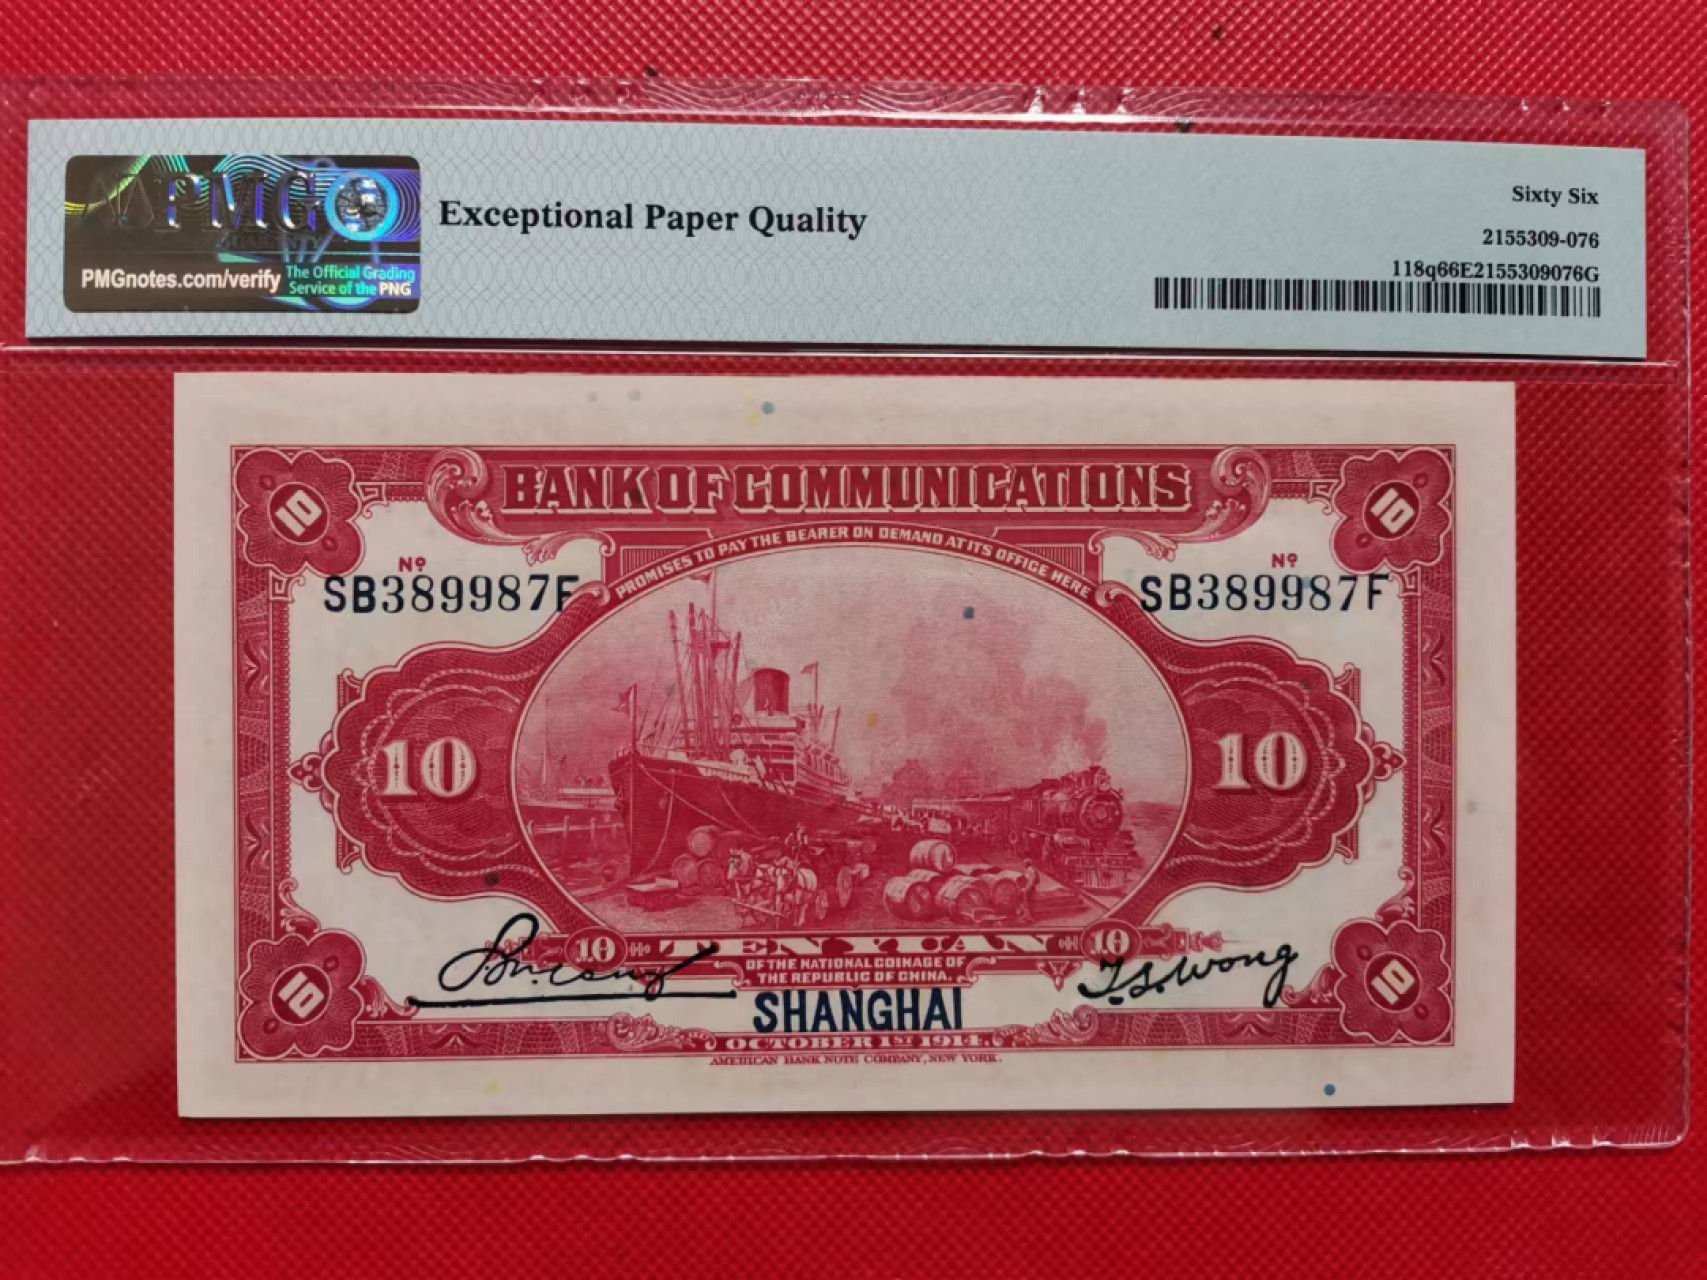 PMG
PMGnotes.com/verify
The Official Grading
Service of the PNG
Exceptional Paper Quality
Sixty Six
2155309-076
118q66E2155309076G
BANK OF COMMUNICATIONS
10
10
PROMISES TO PAY THE BEARER ON DEMAND AT ITS OFFICE HERE
Nº
SB389987F
Nº
SB389987F
10
10
10 TEN YUAN 10
OF THE NATIONAL COINAGE OF
THE REPUBLIC OF CHINA.
T.S. Wong
10
10
SHANGHAI
OCTOBER 1ST 1914.
AMERICAN BANK NOTE COMPANY, NEW YORK.